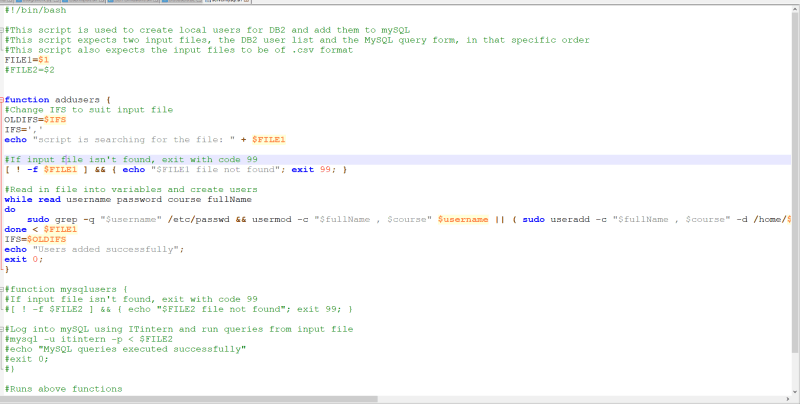 #!/bin/bash
#This script is used to create local users for DB2 and add them to mySQL
#This script expects two input files, the DB2 user list and the MySQL query form, in that specific order
#This script also expects the input files to be of .csv format
FILE1=$1
#FILE2=$2
function addusers {
#Change IFS to suit input file
OLDIFS=$IFS
IFS=','
echo "script is searching for the file: " + $FILE1
#If input file isn't found, exit with code 99
[ ! -f $FILE1 ] && { echo "$FILE1 file not found"; exit 99; }
#Read in file into variables and create users
while read username password course fullName
do
sudo grep -q "$username" /etc/passwd && usermod -c "$fullName , $course" $username || ( sudo useradd -c "$fullName , $course" -d /home/$
done < $FILE1
IFS=$OLDIFS
echo "Users added successfully";
exit 0;
}
#function mysqlusers {
#If input file isn't found, exit with code 99
#[ ! -f $FILE2 ] && { echo "$FILE2 file not found"; exit 99; }
#Log into mySQL using ITintern and run queries from input file
#mysql -u itintern -p < $FILE2
#echo "MySQL queries executed successfully"
#exit 0;
#}
#Runs above functions